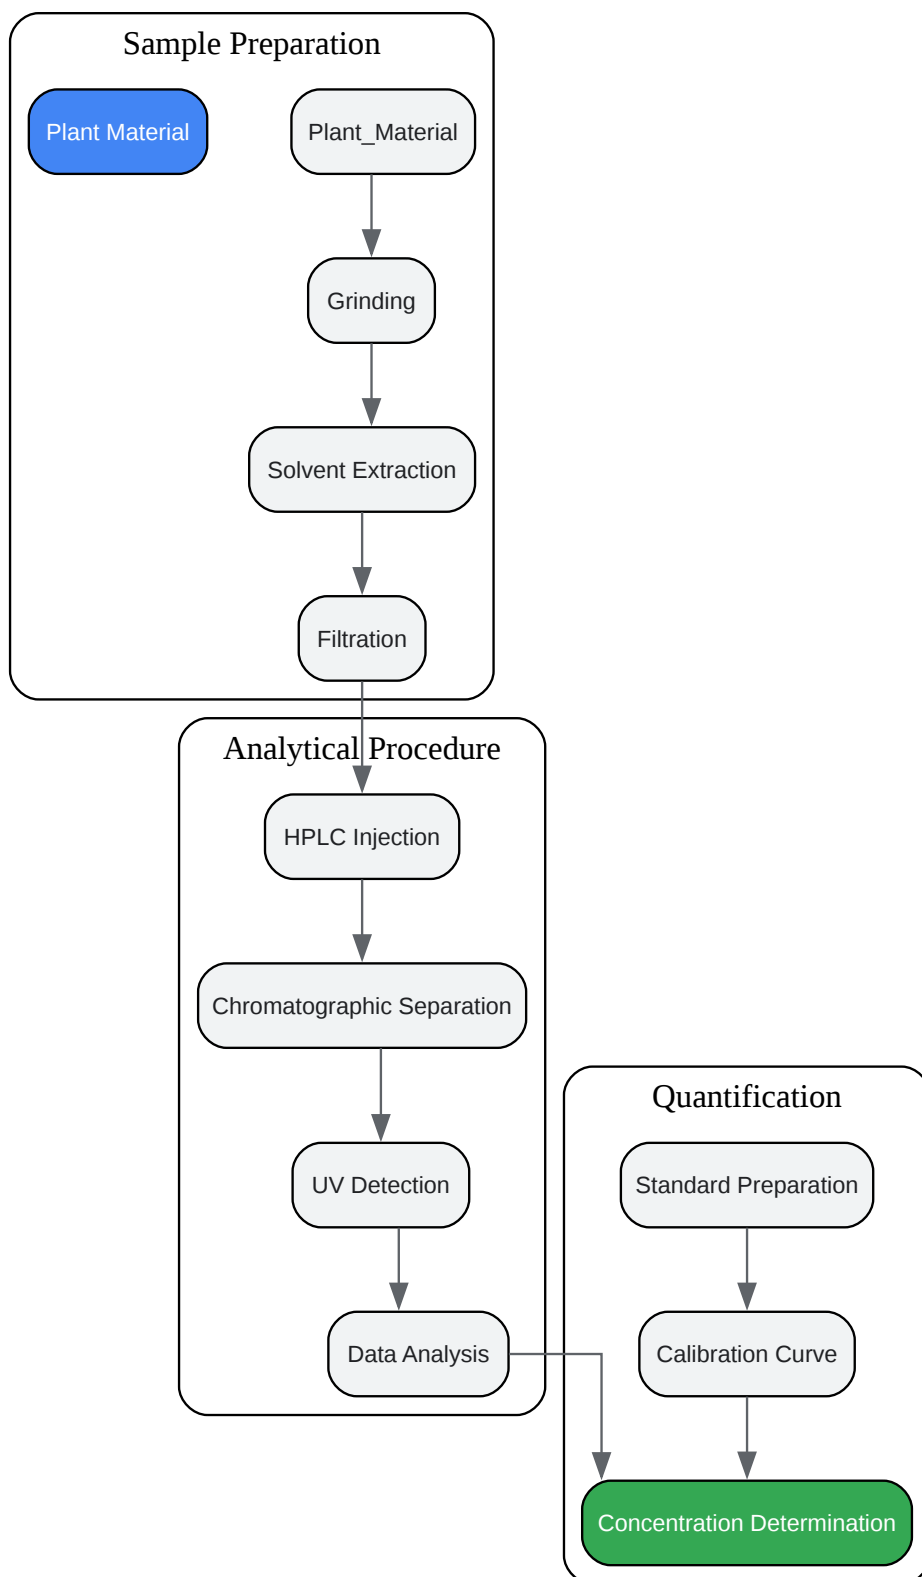 Sample Preparation
Plant Material
Plant_Material
Grinding
Solvent Extraction
Filtration
Analytical Procedure
HPLC Injection
Chromatographic Separation
UV Detection
Data Analysis
Quantification
Standard Preparation
Calibration Curve
Concentration Determination